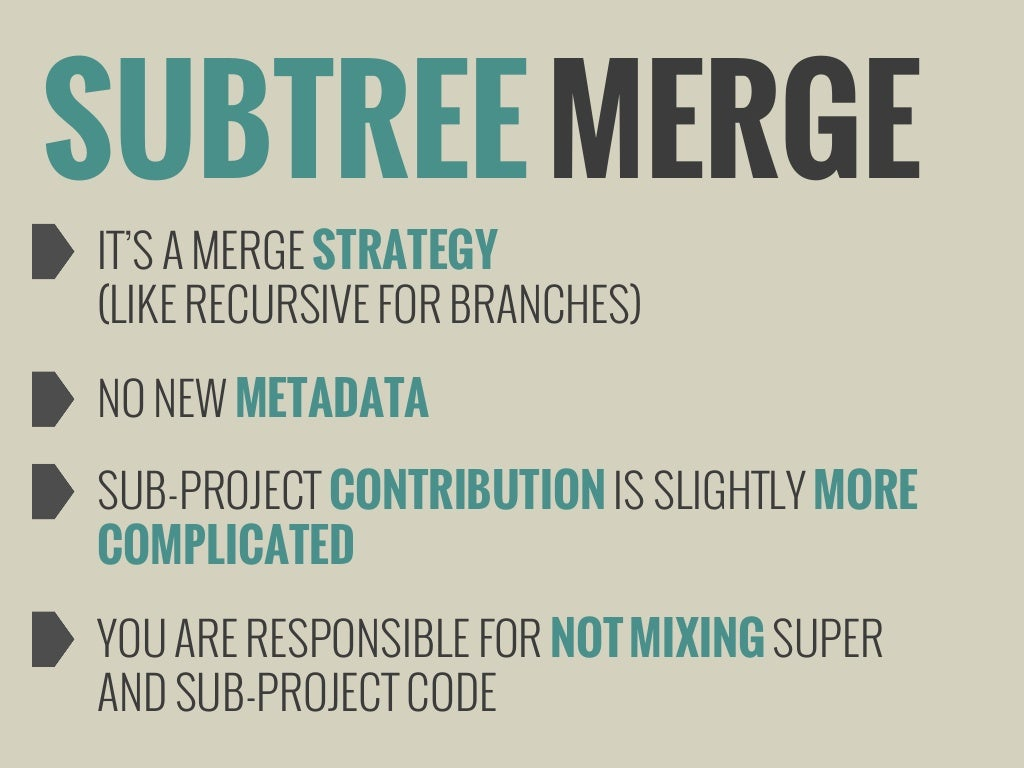 SUBTREE MERGE
IT’S A MERGE STRATEGY
(LIKE RECURSIVE FOR BRANCHES)
NO NEW METADATA
SUB-PROJECT CONTRIBUTION IS SLIGHTLY MORE
COMPLICATED
YOU ARE RESPONSIBLE FOR NOT MIXING SUPER
AND SUB-PROJECT CODE